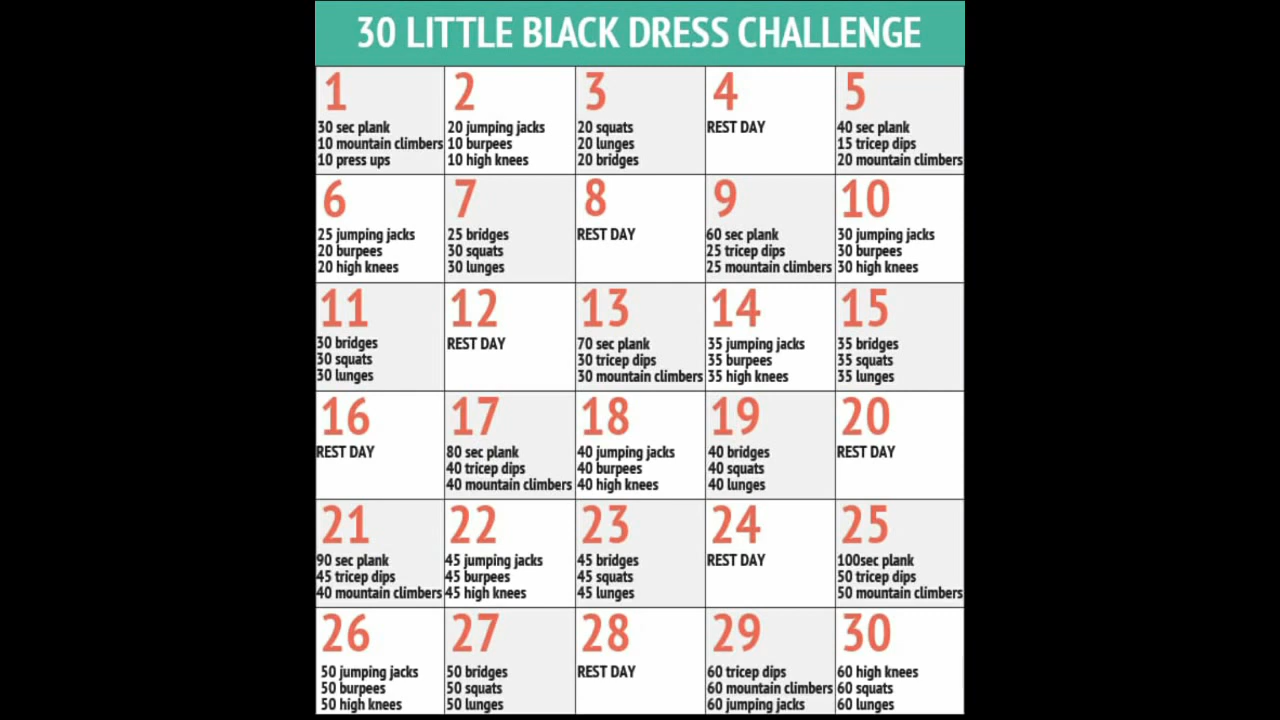 30 LITTLE BLACK DRESS CHALLENGE
1
30 sec plank
10 mountain climbers
10 press ups
2
20 jumping jacks
10 burpees
10 high knees
3
20 squats
20 lunges
20 bridges
4
REST DAY
5
40 sec plank
15 tricep dips
20 mountain climbers
6
25 jumping jacks
20 burpees
20 high knees
7
25 bridges
30 squats
30 lunges
8
REST DAY
9
60 sec plank
25 tricep dips
25 mountain climbers
10
30 jumping jacks
30 burpees
30 high knees
11
30 bridges
30 squats
30 lunges
12
REST DAY
13
70 sec plank
30 tricep dips
30 mountain climbers
14
35 jumping jacks
35 burpees
35 high knees
15
35 bridges
35 squats
35 lunges
16
REST DAY
17
80 sec plank
40 tricep dips
40 mountain climbers
18
40 jumping jacks
40 burpees
40 high knees
19
40 bridges
40 squats
40 lunges
20
REST DAY
21
90 sec plank
45 tricep dips
40 mountain climbers
22
45 jumping jacks
45 burpees
45 high knees
23
45 bridges
45 squats
45 lunges
24
REST DAY
25
100sec plank
50 tricep dips
50 mountain climbers
26
50 jumping jacks
50 burpees
50 high knees
27
50 bridges
50 squats
50 lunges
28
REST DAY
29
60 tricep dips
60 mountain climbers
60 jumping jacks
30
60 high knees
60 squats
60 lunges